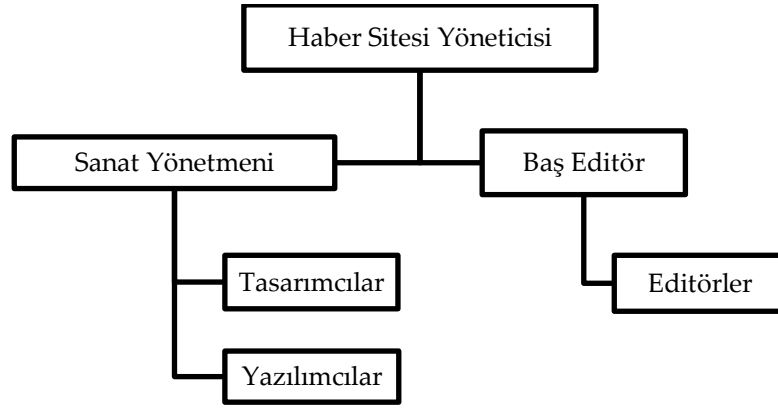 Haber Sitesi Yöneticisi
Sanat Yönetmeni
Baş Editör
Tasarımcılar
Editörler
Yazılımcılar